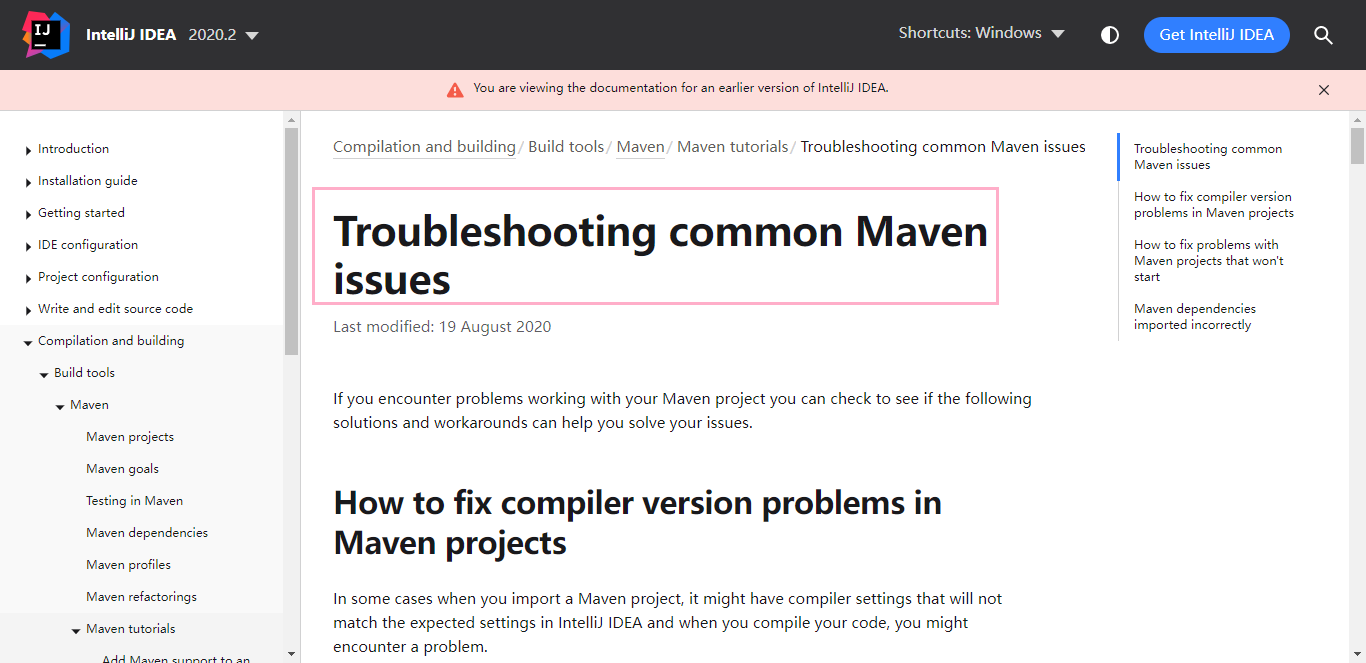 IJ
IntelliJ IDEA 2020.2
Shortcuts: Windows
Get IntelliJ IDEA
You are viewing the documentation for an earlier version of IntelliJ IDEA.
Introduction
Installation guide
Getting started
IDE configuration
Project configuration
Write and edit source code
Compilation and building
Build tools
Maven
Maven projects
Maven goals
Testing in Maven
Maven dependencies
Maven profiles
Maven refactorings
Maven tutorials
Add Maven support to an
Compilation and building / Build tools / Maven / Maven tutorials / Troubleshooting common Maven issues
Troubleshooting common Maven
issues
Last modified: 19 August 2020
If you encounter problems working with your Maven project you can check to see if the following
solutions and workarounds can help you solve your issues.
How to fix compiler version problems in
Maven projects
In some cases when you import a Maven project, it might have compiler settings that will not
match the expected settings in IntelliJ IDEA and when you compile your code, you might
encounter a problem.
Troubleshooting common
Maven issues
How to fix compiler version
problems in Maven projects
How to fix problems with
Maven projects that won't
start
Maven dependencies
imported incorrectly